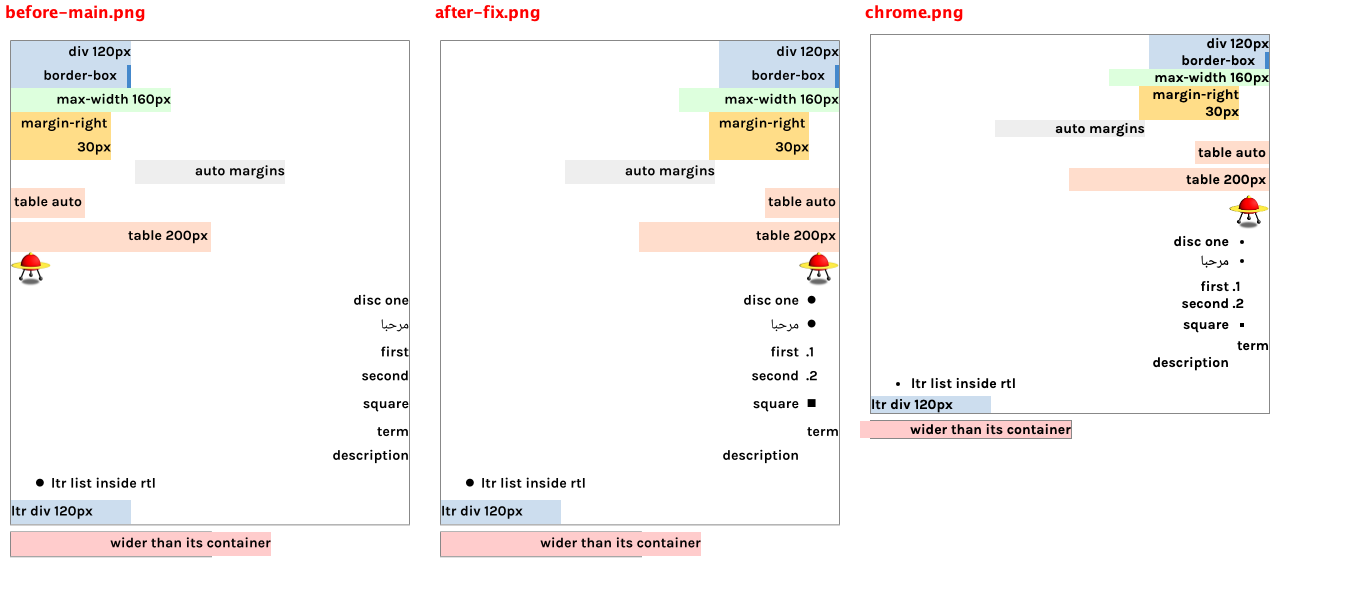 before-main.png
div 120px
border-box
max-width 160px
margin-right
30px
auto margins
table auto
table 200px
disc one
مرحبا
first
second
square
term
description
ltr list inside rtl
ltr div 120px
wider than its container
after-fix.png
div 120px
border-box
max-width 160px
margin-right
30px
auto margins
table auto
table 200px
disc one
مرحبا
first .1
second .2
square
term
description
ltr list inside rtl
ltr div 120px
wider than its container
chrome.png
div 120px
border-box
max-width 160px
margin-right
30px
auto margins
table auto
table 200px
disc one
مرحبا
first .1
second .2
square
term
description
ltr list inside rtl
ltr div 120px
wider than its container